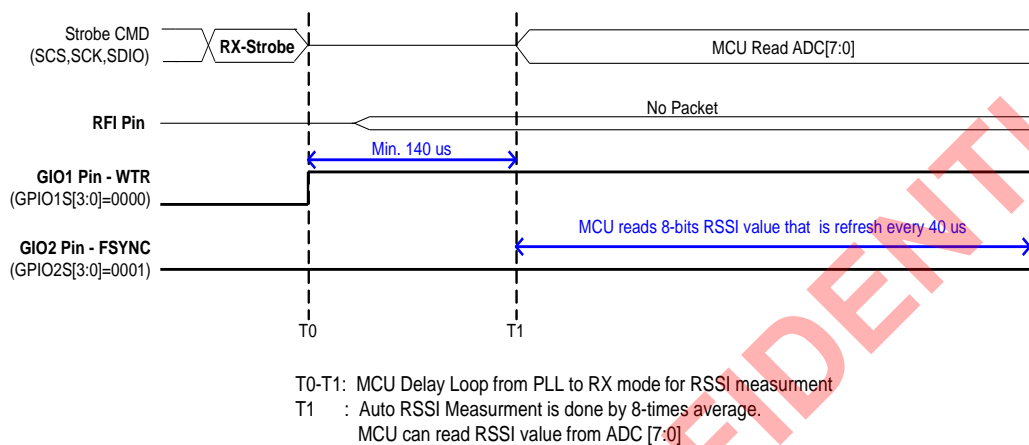 Strobe CMD
(SCS,SCK,SDIO)
RX-Strobe
MCU Read ADC[7:0]
RFI Pin
No Packet
Min. 140 us
GIO1 Pin - WTR
(GPIO1S[3:0]=0000)
MCU reads 8-bits RSSI value that is refresh every 40 us
GIO2 Pin - FSYNC
(GPIO2S[3:0]=0001)
T0
T1
T0-T1: MCU Delay Loop from PLL to RX mode for RSSI measurment
T1 : Auto RSSI Measurment is done by 8-times average.
MCU can read RSSI value from ADC [7:0]
FIDENTI